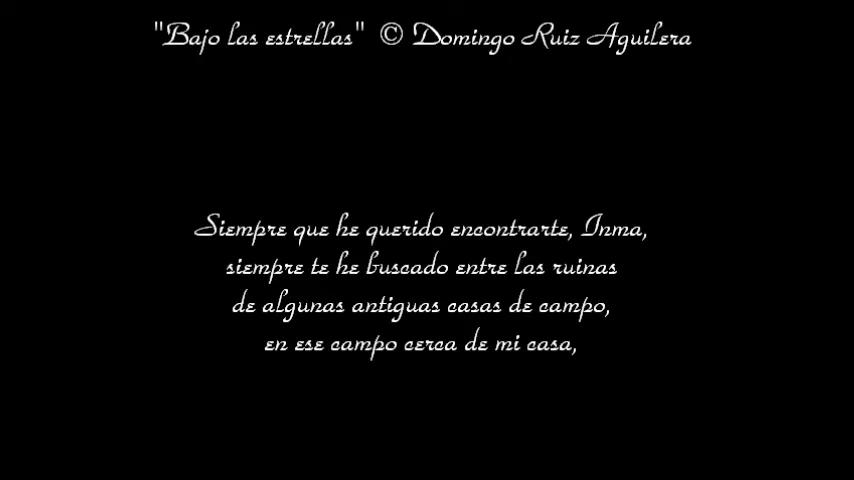 "Bajo las estrellas" © Domingo Ruiz Aguilera
Siempre que he querido encontrarte, Inma,
siempre te he buscado entre las ruinas
de algunas antiguas casas de campo,
en ese campo cerca de mi casa,